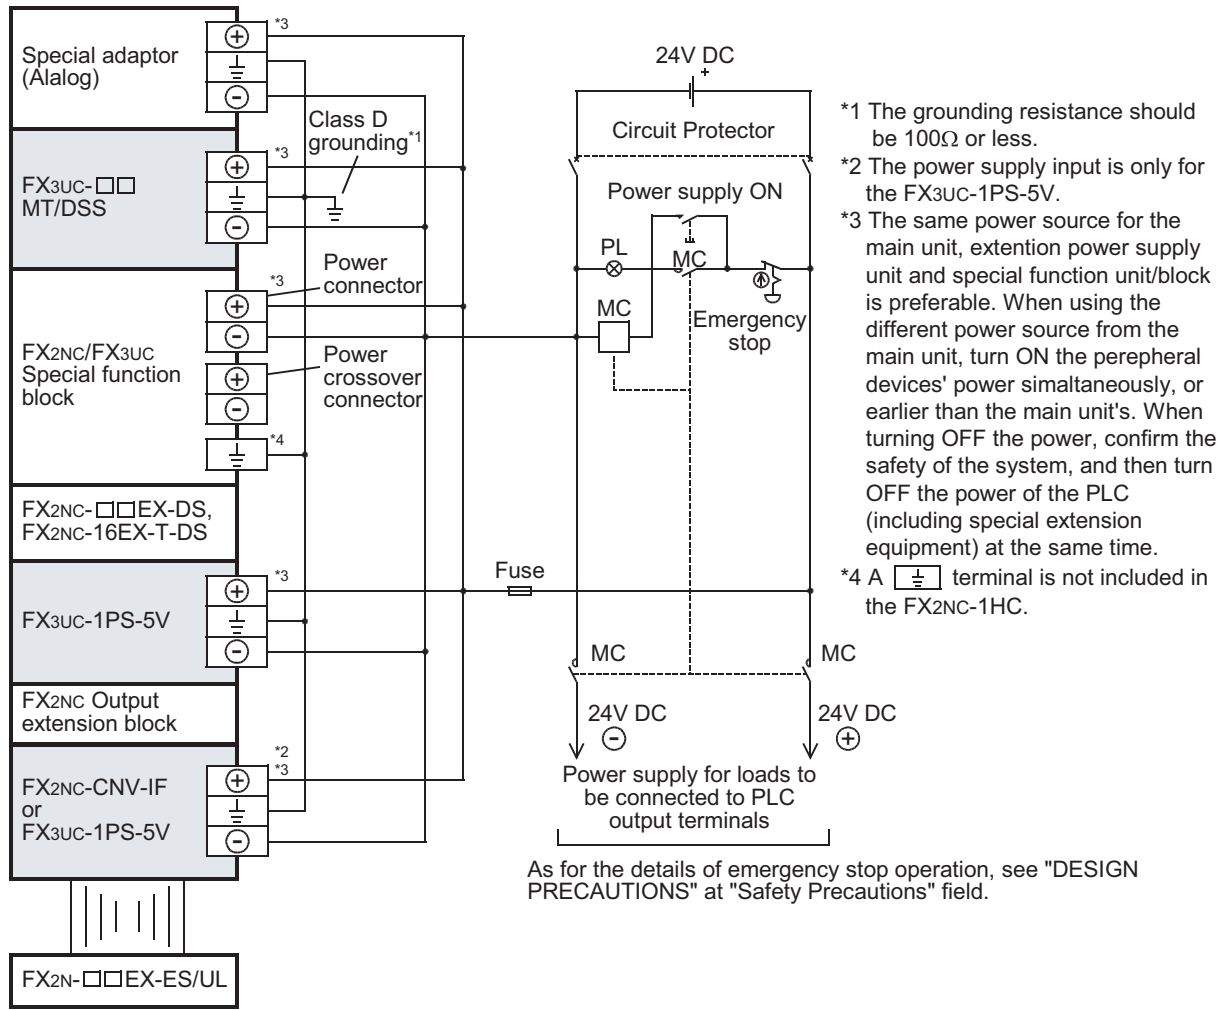 Special adaptor
(Alalog)
*3
FX3UC-□□
MT/DSS
*3
Class D
grounding*1
FX2NC/FX3UC
Special function
block
*3
Power
connector
Power
crossover
connector
*4
FX2NC-□□EX-DS,
FX2NC-16EX-T-DS
FX3UC-1PS-5V
*3
Fuse
FX2NC Output
extension block
FX2NC-CNV-IF
or
FX3UC-1PS-5V
*2
*3
FX2N-□□EX-ES/UL
24V DC
+
Circuit Protector
Power supply ON
PL
MC
MC
Emergency
stop
MC
MC
24V DC
24V DC
Power supply for loads to
be connected to PLC
output terminals
As for the details of emergency stop operation, see "DESIGN
PRECAUTIONS" at "Safety Precautions" field.
*1 The grounding resistance should
be 100Ω or less.
*2 The power supply input is only for
the FX3UC-1PS-5V.
*3 The same power source for the
main unit, extention power supply
unit and special function unit/block
is preferable. When using the
different power source from the
main unit, turn ON the perepheral
devices' power simaltaneously, or
earlier than the main unit's. When
turning OFF the power, confirm the
safety of the system, and then turn
OFF the power of the PLC
(including special extension
equipment) at the same time.
*4 A ⏚ terminal is not included in
the FX2NC-1HC.